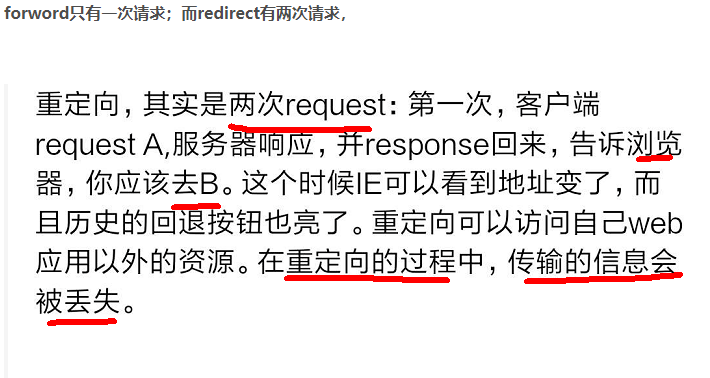 forword只有一次请求；而redirect有两次请求，
重定向，其实是两次request：第一次，客户端
request A,服务器响应，并response回来，告诉浏览
器，你应该去B。这个时候IE可以看到地址变了，而
且历史的回退按钮也亮了。重定向可以访问自己web
应用以外的资源。在重定向的过程中，传输的信息会
被丢失。